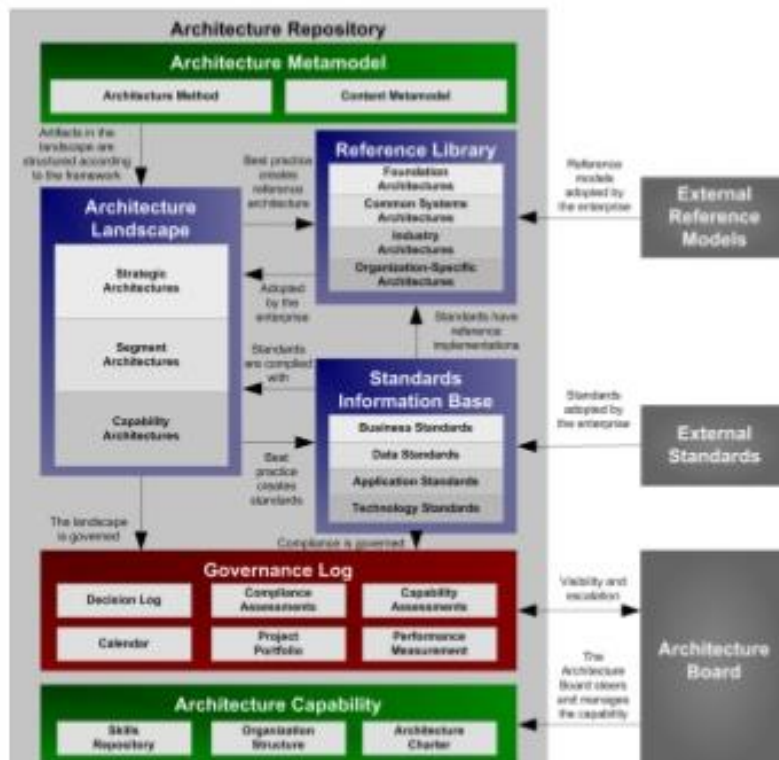 Architecture Repository
Architecture Metamodel
Architecture Method
Content Metamodel
Artifacts in the
landscape are
structured according
to the framework
Best practice
creates
reference
architecture
Reference Library
Foundation
Architectures
Common Systems
Architectures
Industry
Architectures
Organization-Specific
Architectures
Reference
models
adopted by
the enterprise
External
Reference
Models
Architecture
Landscape
Strategic
Architectures
Segment
Architectures
Capability
Architectures
Adopted
by the
enterprise
Standards have
reference
implementations
Standards
are complied
with
Standards
Information Base
Business Standards
Data Standards
Application Standards
Technology Standards
Standards
adopted by
the enterprise
External
Standards
Best
practice
creates
standards
The landscape
is governed
Compliance is governed
Governance Log
Decision Log
Compliance
Assessments
Capability
Assessments
Calendar
Project
Portfolio
Performance
Measurement
Visibility and
escalation
Architecture
Board
The
Architecture
Board steers
and manages
the capability
Architecture Capability
Skills
Repository
Organization
Structure
Architecture
Charter